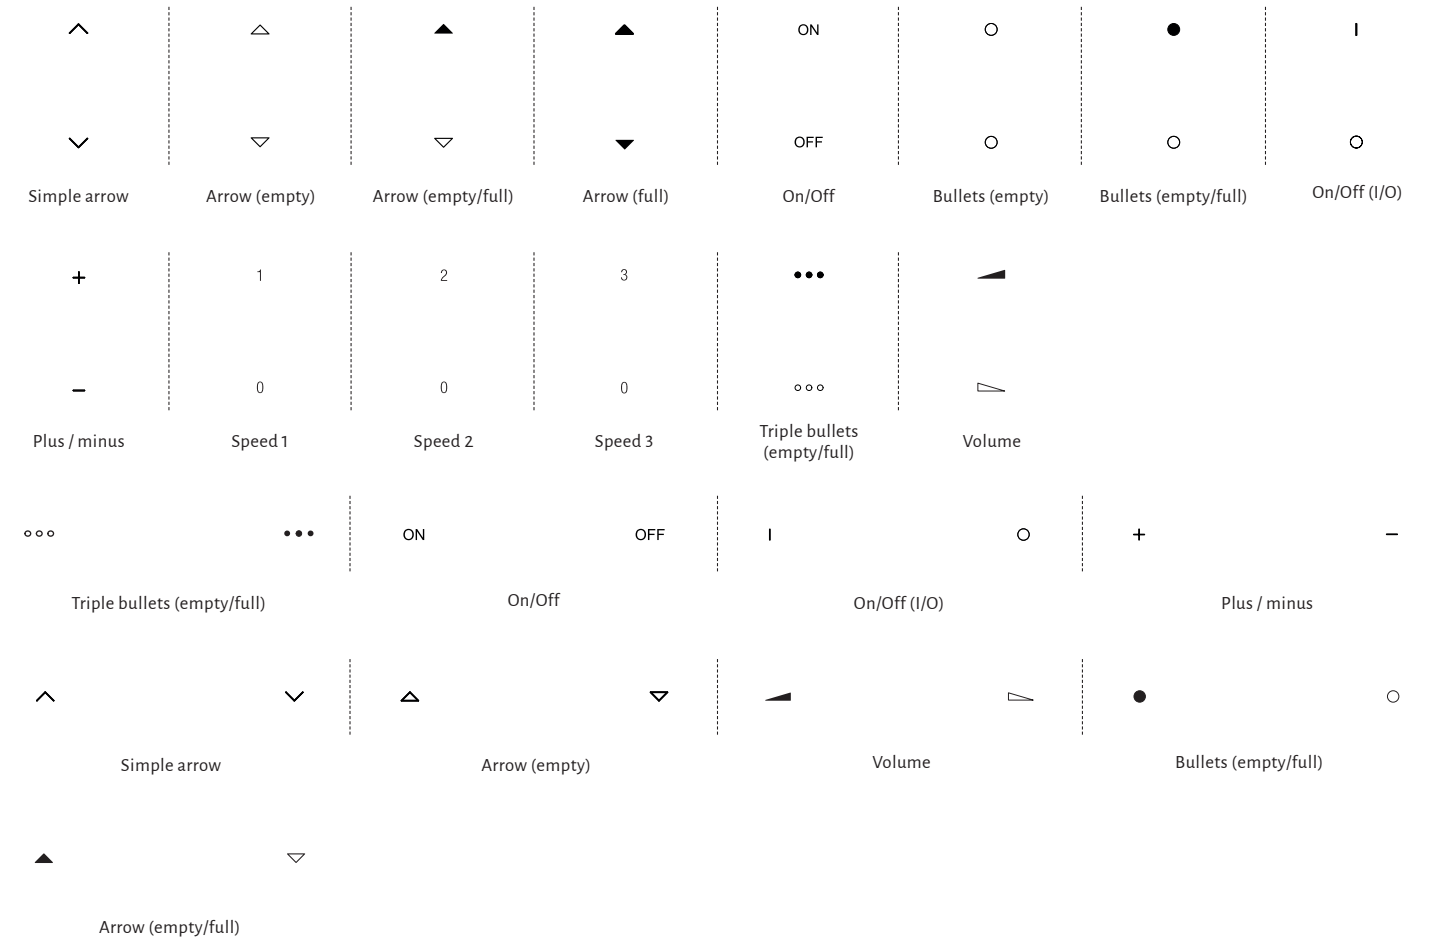 ON
I
OFF
Simple arrow
Arrow (empty)
Arrow (empty/full)
Arrow (full)
On/Off
Bullets (empty)
Bullets (empty/full)
On/Off (I/O)
+
1
2
3
−
0
0
0
Plus / minus
Speed 1
Speed 2
Speed 3
Triple bullets
(empty/full)
Volume
ON
OFF
I
O
+
−
Triple bullets (empty/full)
On/Off
On/Off (I/O)
Plus / minus
Simple arrow
Arrow (empty)
Volume
Bullets (empty/full)
Arrow (empty/full)